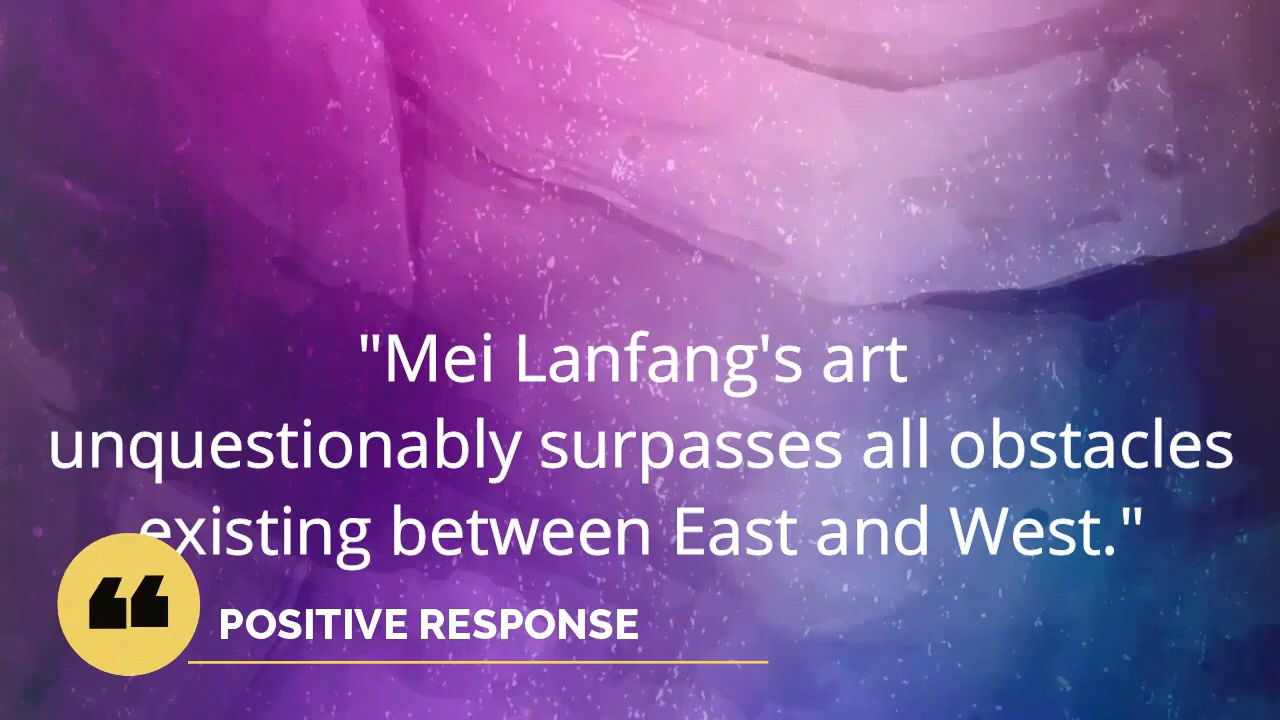 "Mei Lanfang's art
unquestionably surpasses all obstacles
existing between East and West."
POSITIVE RESPONSE